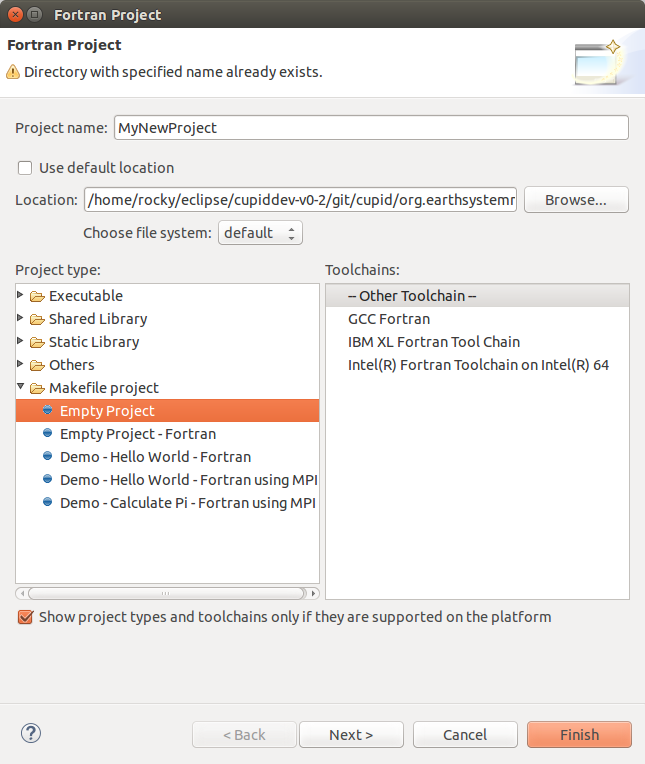 Fortran Project
Fortran Project
Directory with specified name already exists.
Project name: MyNewProject
Use default location
Location: /home/rocky/eclipse/cupiddev-v0-2/git/cupid/org.earthsystemr Browse...
Choose file system: default
Project type: Toolchains:
Executable -- Other Toolchain --
Shared Library GCC Fortran
Static Library IBM XL Fortran Tool Chain
Others Intel(R) Fortran Toolchain on Intel(R) 64
Makefile project
Empty Project
Empty Project - Fortran
Demo - Hello World - Fortran
Demo - Hello World - Fortran using MPI
Demo - Calculate Pi - Fortran using MPI
Show project types and toolchains only if they are supported on the platform
? < Back Next > Cancel Finish